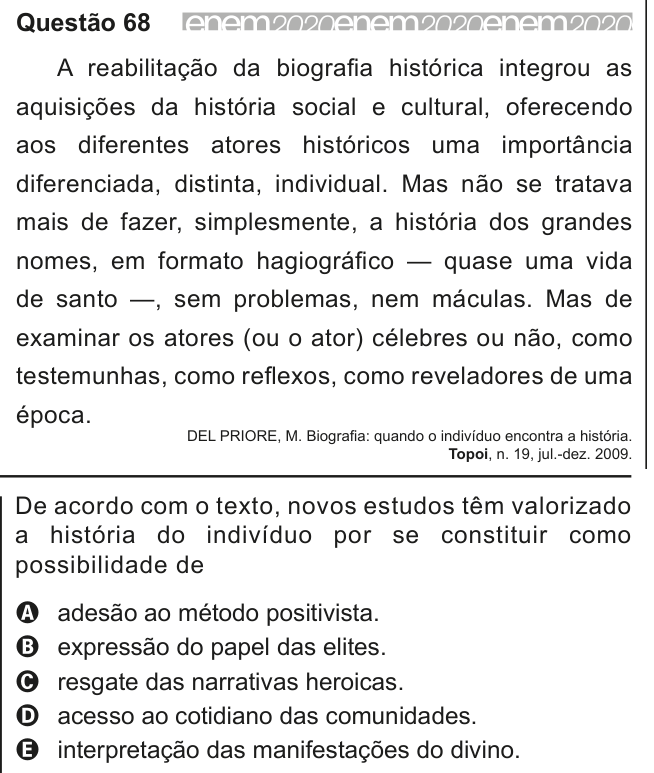 Questão 68 enem2020enem2020enem2020
A reabilitação da biografia histórica integrou as
aquisições da história social e cultural, oferecendo
aos diferentes atores históricos uma importância
diferenciada, distinta, individual. Mas não se tratava
mais de fazer, simplesmente, a história dos grandes
nomes, em formato hagiográfico — quase uma vida
de santo —, sem problemas, nem máculas. Mas de
examinar os atores (ou o ator) célebres ou não, como
testemunhas, como reflexos, como reveladores de uma
época.
DEL PRIORE, M. Biografia: quando o indivíduo encontra a história.
Topoi, n. 19, jul.-dez. 2009.
De acordo com o texto, novos estudos têm valorizado
a história do indivíduo por se constituir como
possibilidade de
A adesão ao método positivista.
B expressão do papel das elites.
C resgate das narrativas heroicas.
D acesso ao cotidiano das comunidades.
E interpretação das manifestações do divino.